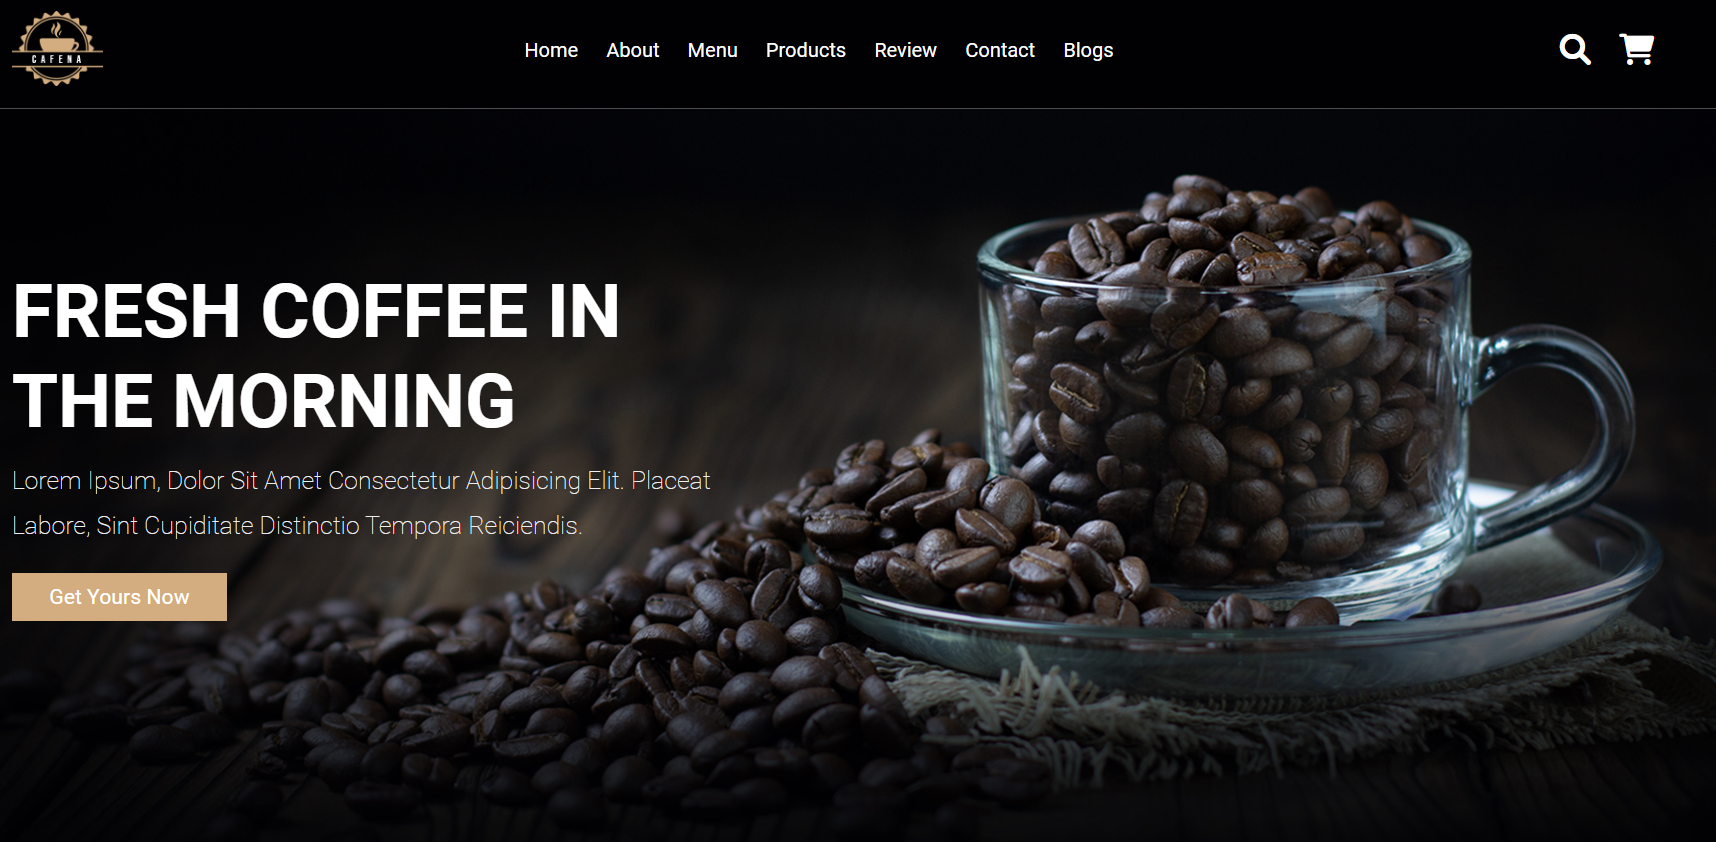 CAFENA
Home About Menu Products Review Contact Blogs
FRESH COFFEE IN
THE MORNING
Lorem Ipsum, Dolor Sit Amet Consectetur Adipisicing Elit. Placeat
Labore, Sint Cupiditate Distinctio Tempora Reiciendis.
Get Yours Now